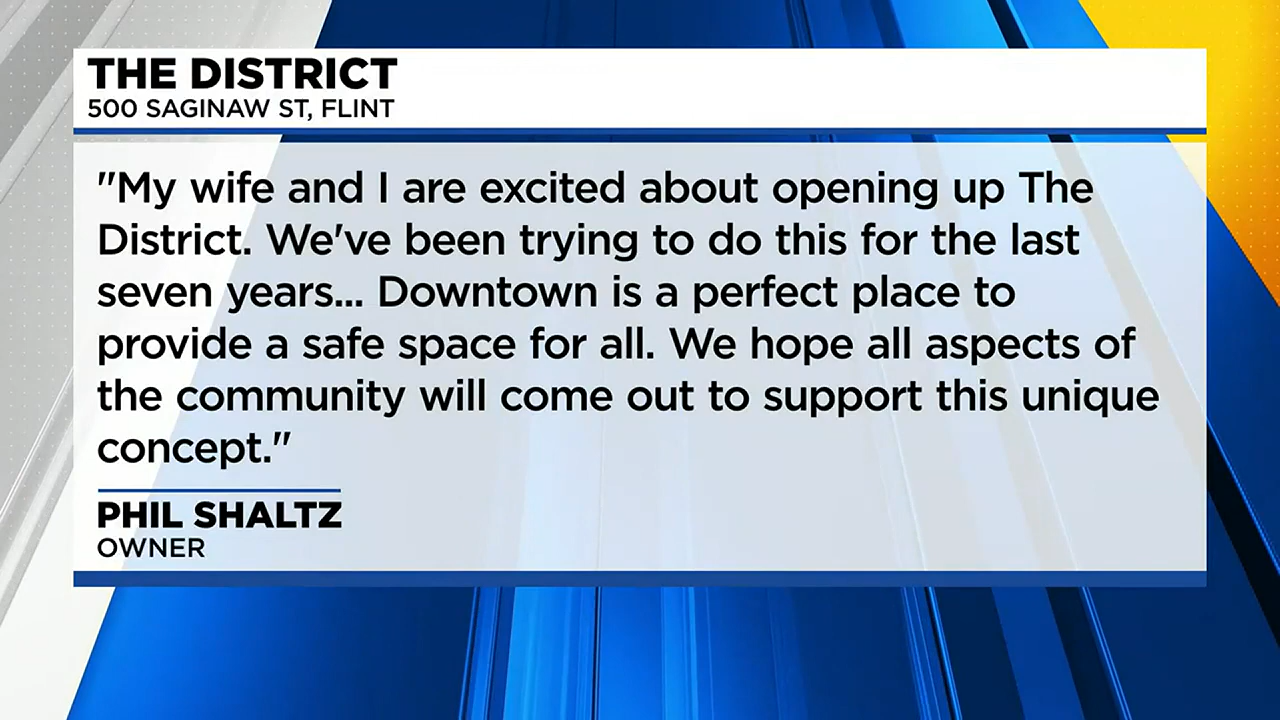 THE DISTRICT
500 SAGINAW ST, FLINT
"My wife and I are excited about opening up The
District. We've been trying to do this for the last
seven years... Downtown is a perfect place to
provide a safe space for all. We hope all aspects of
the community will come out to support this unique
concept."
PHIL SHALTZ
OWNER